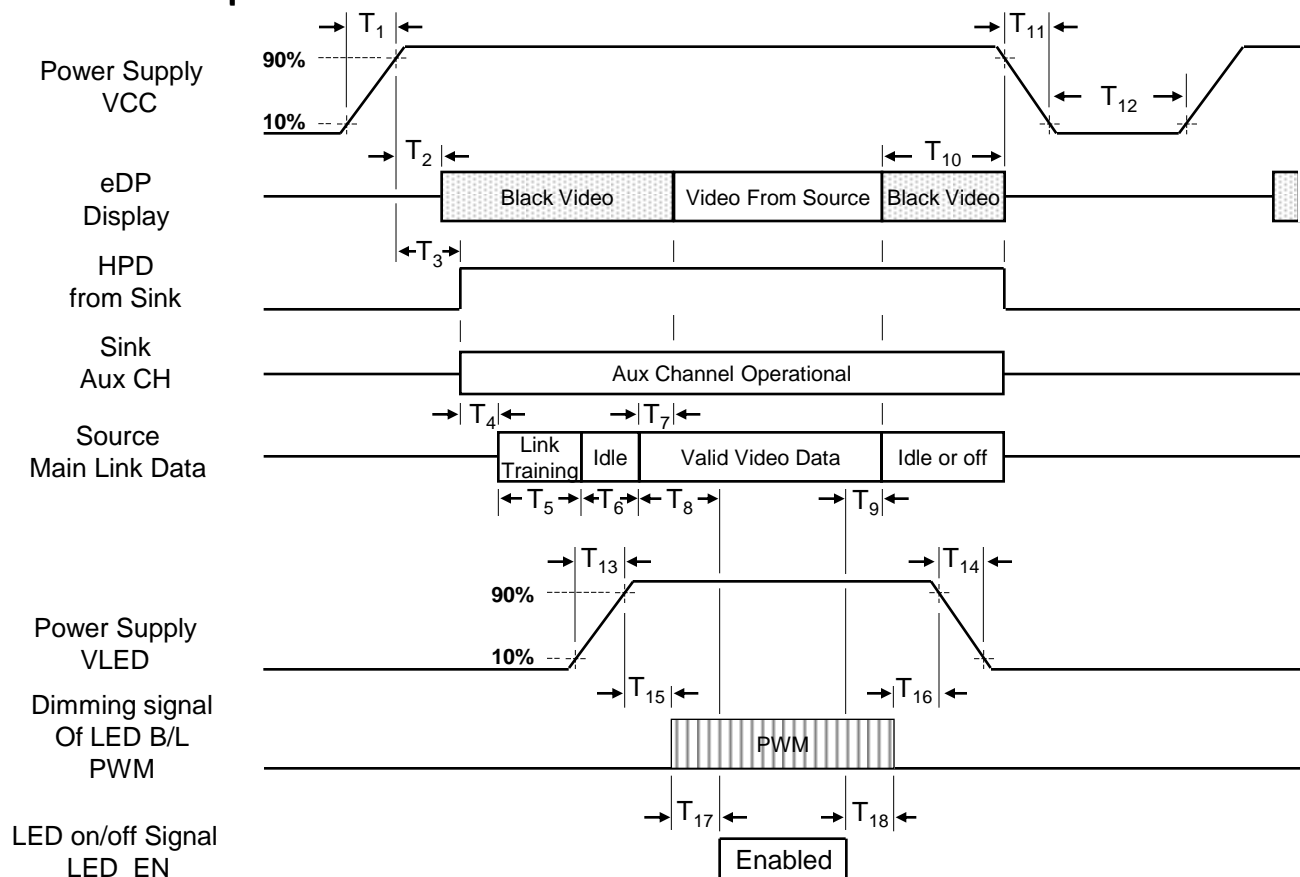 T1
T11
90%
Power Supply
VCC
T12
10%
T2
T10
eDP
Display
Black Video
Video From Source
Black Video
T3
HPD
from Sink
Sink
Aux CH
Aux Channel Operational
T4
T7
Source
Main Link Data
Link
Training
Idle
Valid Video Data
Idle or off
T5
T6
T8
T9
T13
T14
90%
Power Supply
VLED
10%
T15
T16
Dimming signal
Of LED B/L
PWM
PWM
T17
T18
LED on/off Signal
LED_EN
Enabled